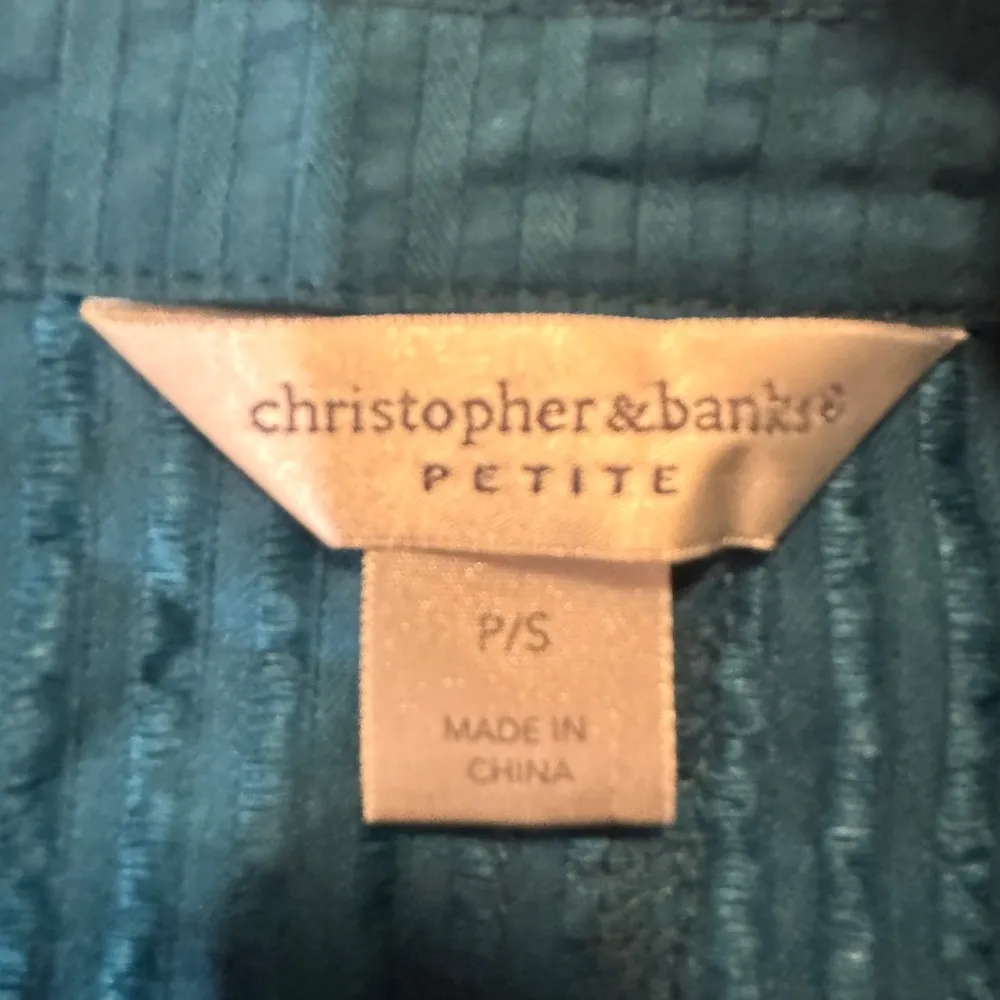 christopher & banks®
PETITE
P/S
MADE IN
CHINA